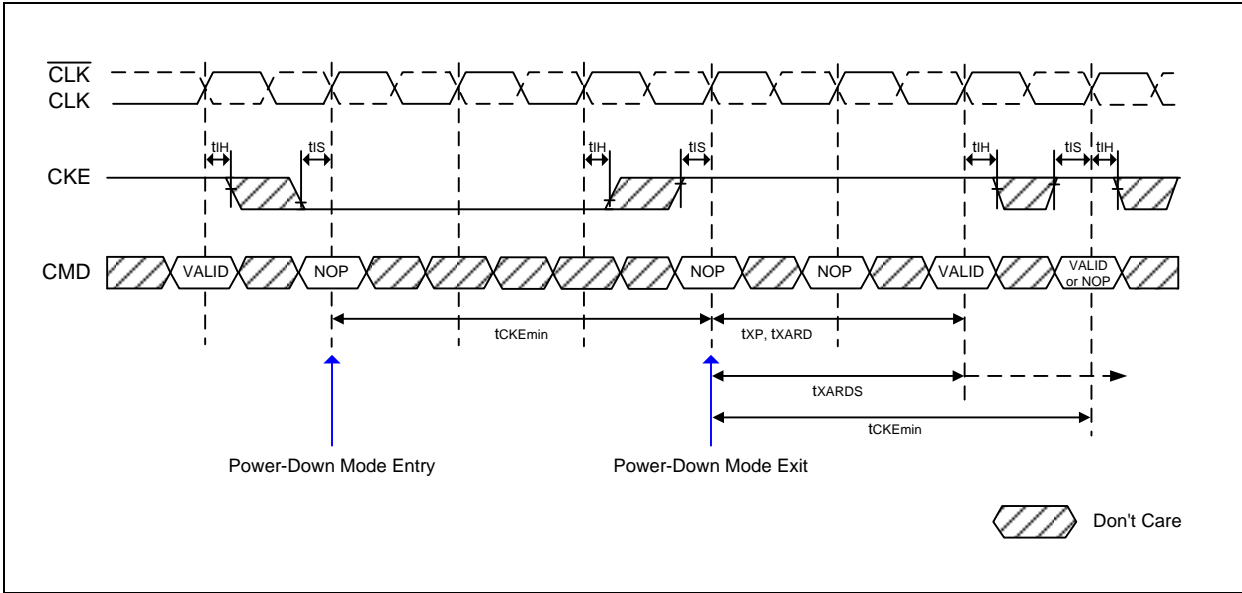 CLK
CLK
tIH
tIS
tIH
tIS
tIH
tIS
tIH
CKE
CMD
VALID
NOP
NOP
NOP
VALID
VALID
or NOP
tCKEmin
tXP, tXARD
tXARDS
tCKEmin
Power-Down Mode Entry
Power-Down Mode Exit
Don't Care